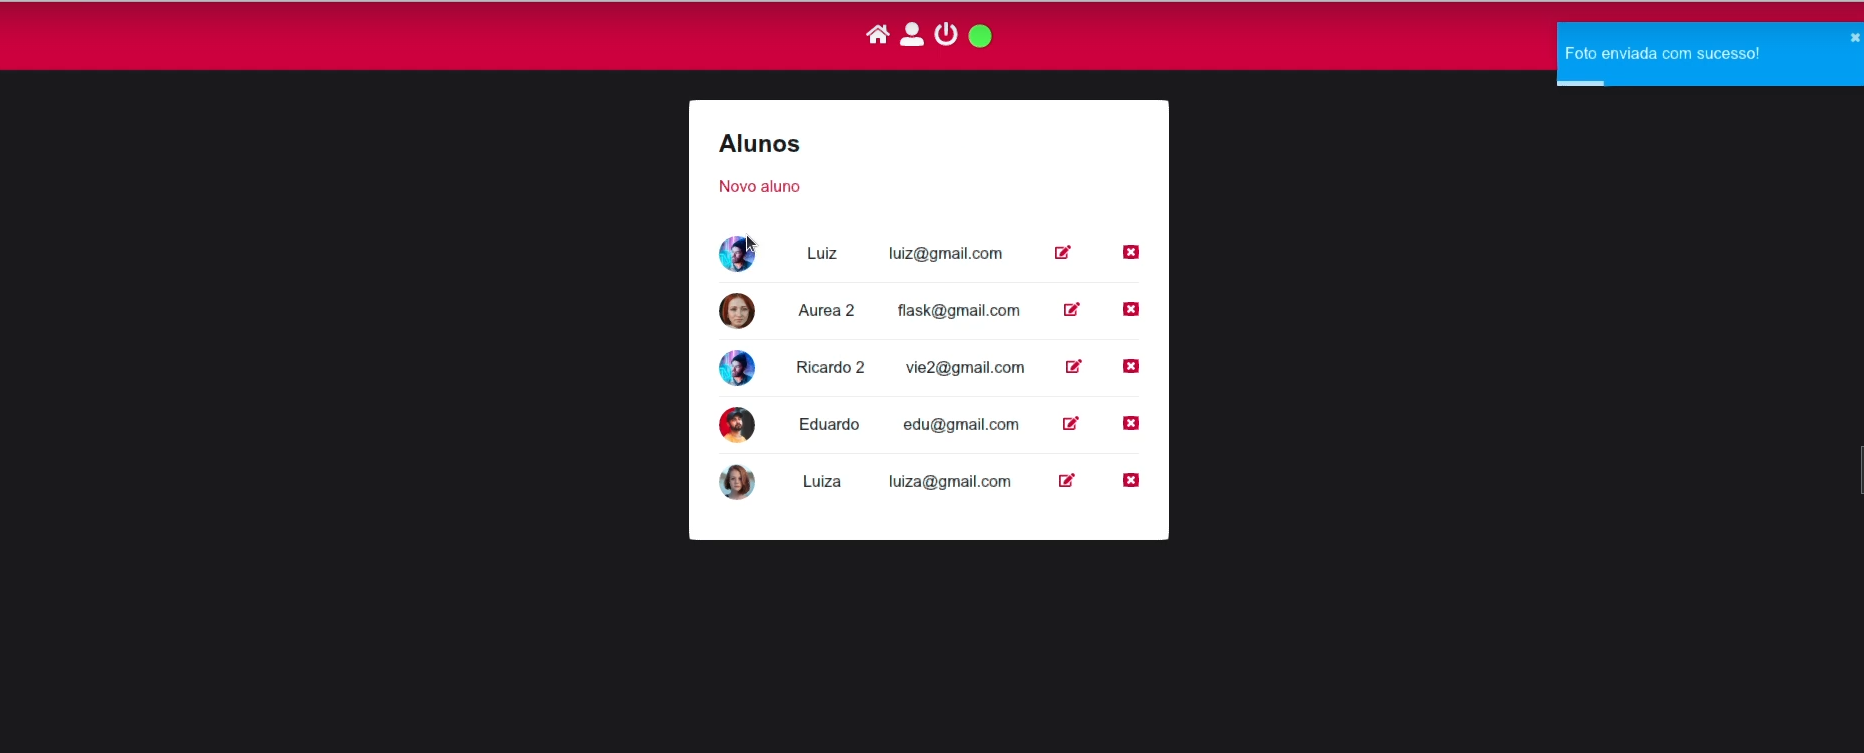 Foto enviada com sucesso!
Alunos
Novo aluno
Luiz luiz@gmail.com
Aurea 2 flask@gmail.com
Ricardo 2 vie2@gmail.com
Eduardo edu@gmail.com
Luiza luiza@gmail.com